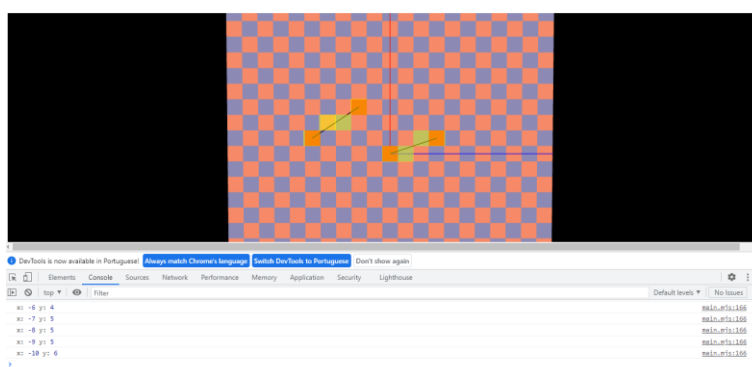 DevTools is now available in Portuguese! Always match Chrome's language Switch DevTools to Portuguese Don't show again
Elements Console Sources Network Performance Memory Application Security Lighthouse
top ▼ Filter Default levels ▼ No Issues
x: -6 y: 4 main.mjs:166
x: -7 y: 5 main.mjs:166
x: -8 y: 5 main.mjs:166
x: -9 y: 5 main.mjs:166
x: -10 y: 6 main.mjs:166